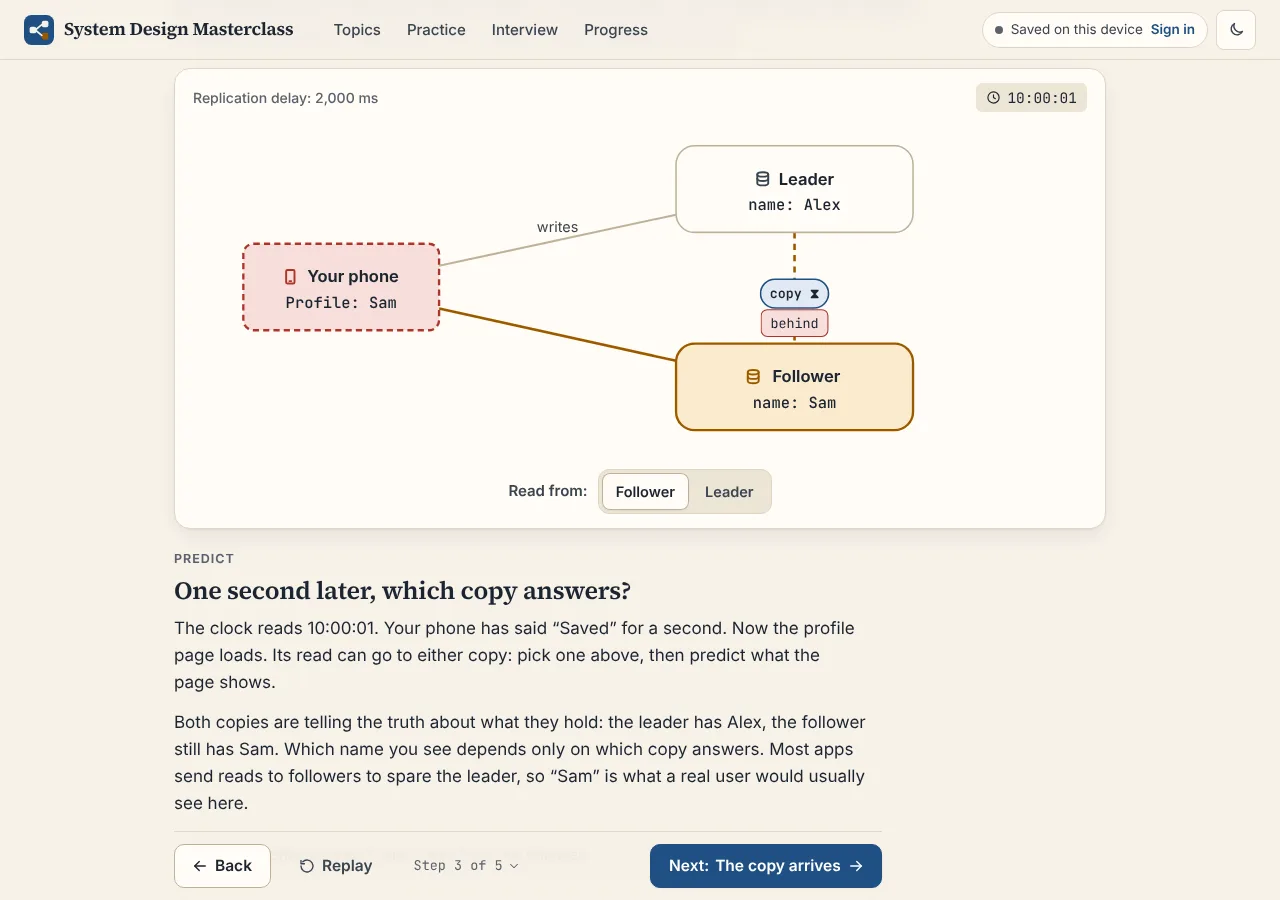 System Design Masterclass
Topics
Practice
Interview
Progress
Saved on this device Sign in
Replication delay: 2,000 ms
10:00:01
Leader
name: Alex
writes
Your phone
Profile: Sam
copy
behind
Follower
name: Sam
Read from:
Follower
Leader
PREDICT
One second later, which copy answers?
The clock reads 10:00:01. Your phone has said “Saved” for a second. Now the profile
page loads. Its read can go to either copy: pick one above, then predict what the
page shows.
Both copies are telling the truth about what they hold: the leader has Alex, the follower
still has Sam. Which name you see depends only on which copy answers. Most apps
send reads to followers to spare the leader, so “Sam” is what a real user would usually
see here.
Back
Replay
Step 3 of 5
Next: The copy arrives